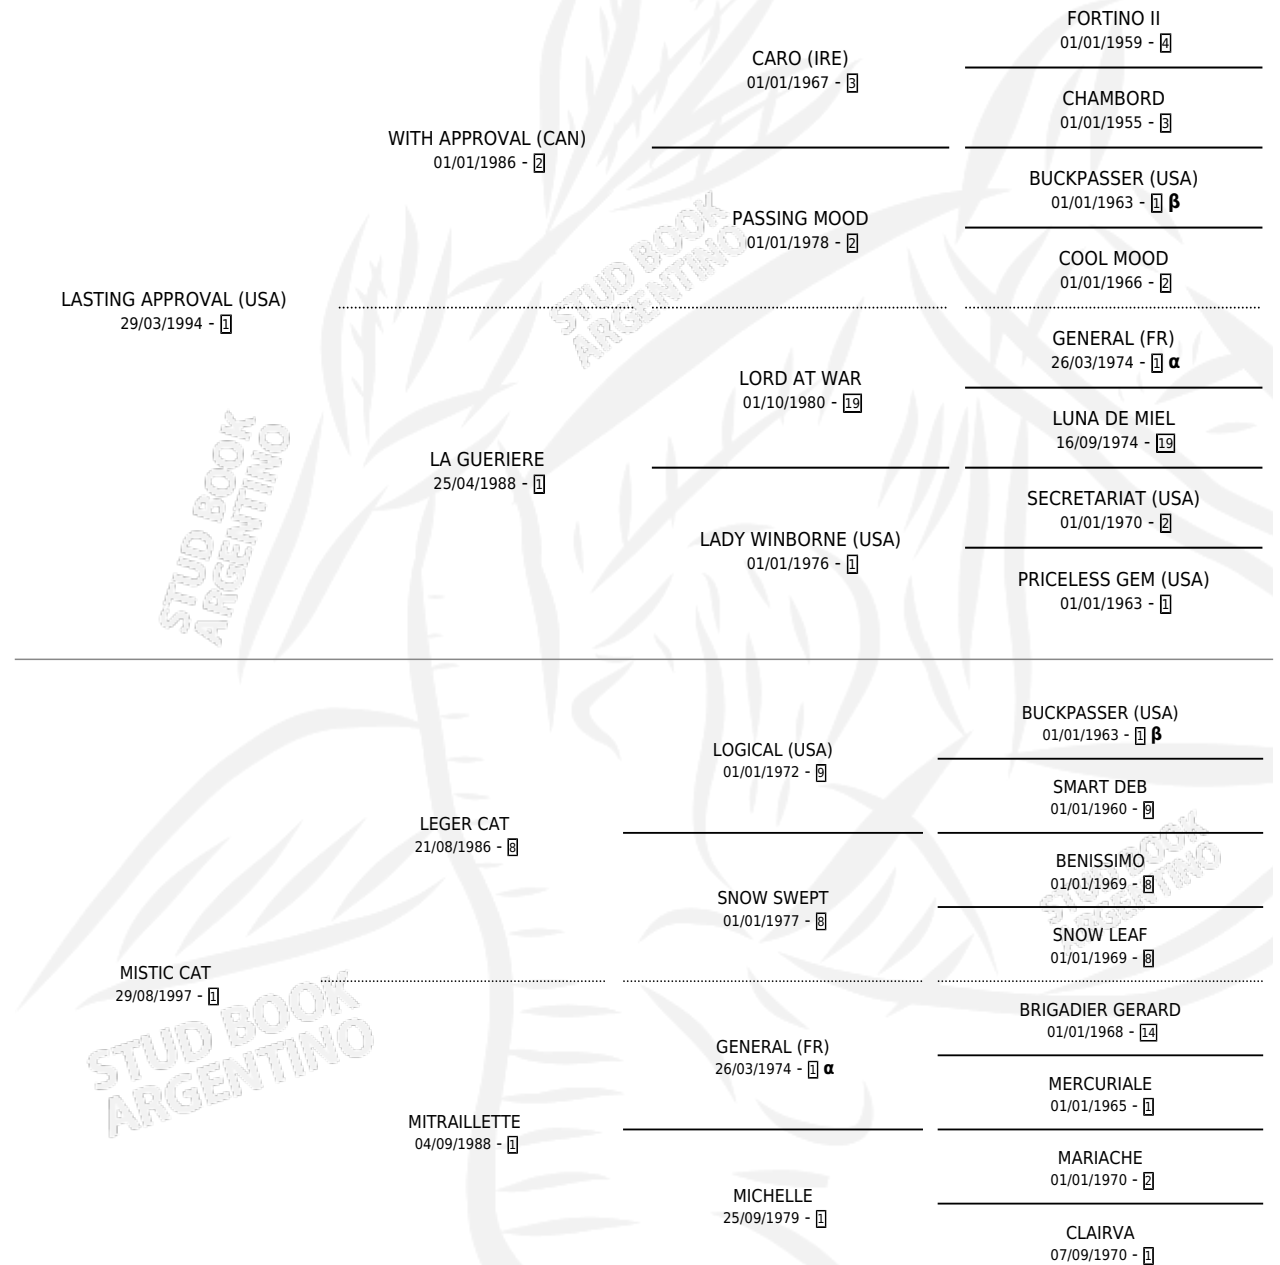 FORTINO II
01/01/1959 - 4
CARO (IRE)
01/01/1967 - 3
CHAMBORD
01/01/1955 - 3
WITH APPROVAL (CAN)
01/01/1986 - 2
BUCKPASSER (USA)
01/01/1963 - 1 β
PASSING MOOD
01/01/1978 - 2
COOL MOOD
01/01/1966 - 2
LASTING APPROVAL (USA)
29/03/1994 - 1
GENERAL (FR)
26/03/1974 - 1 α
LORD AT WAR
01/10/1980 - 19
LUNA DE MIEL
16/09/1974 - 19
LA GUERIERE
25/04/1988 - 1
SECRETARIAT (USA)
01/01/1970 - 2
LADY WINBORNE (USA)
01/01/1976 - 1
PRICELESS GEM (USA)
01/01/1963 - 1
STUD BOOK
ARGENTINO
STUD BOOK
ARGENTINO
BUCKPASSER (USA)
01/01/1963 - 1 β
LOGICAL (USA)
01/01/1972 - 9
SMART DEB
01/01/1960 - 9
LEGER CAT
21/08/1986 - 8
BENISSIMO
01/01/1969 - 8
SNOW SWEPT
01/01/1977 - 8
SNOW LEAF
01/01/1969 - 8
MISTIC CAT
29/08/1997 - 1
BRIGADIER GERARD
01/01/1968 - 14
GENERAL (FR)
26/03/1974 - 1 α
MERCURIALE
01/01/1965 - 1
MITRAILLETTE
04/09/1988 - 1
MARIACHE
01/01/1970 - 2
MICHELLE
25/09/1979 - 1
CLAIRVA
07/09/1970 - 1
STUD BOOK
ARGENTINO
STUD BOOK
ARGENTINO